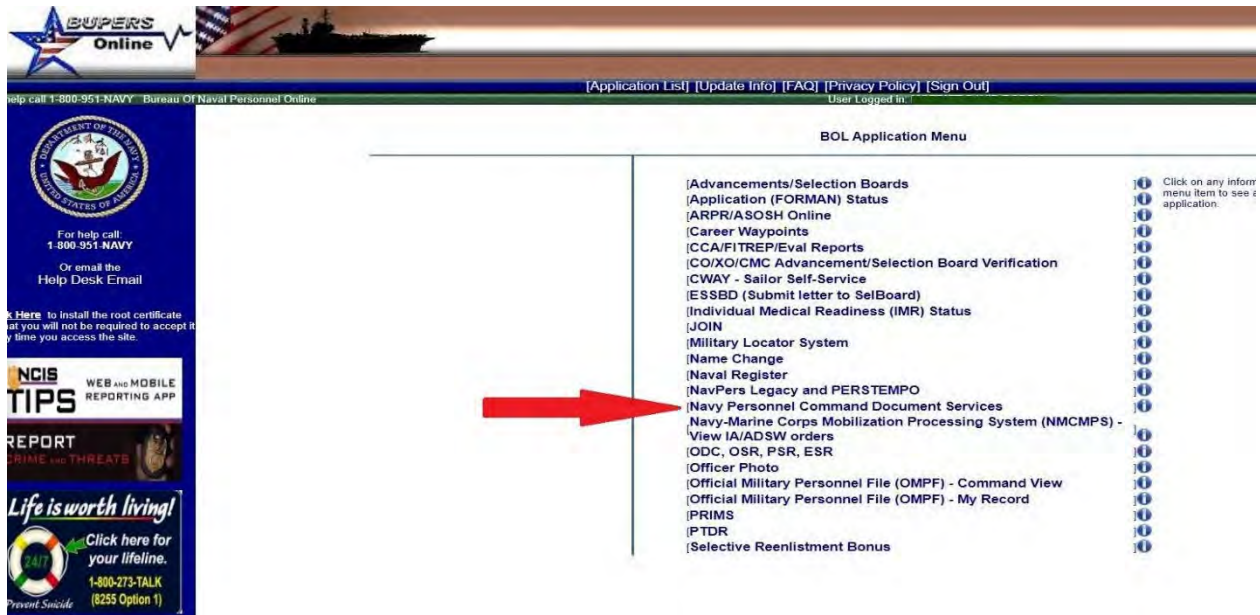 BUPERS
Online
[Application List] [Update Info] [FAQ] [Privacy Policy] [Sign Out]
help call 1-800-951-NAVY Bureau Of Naval Personnel Online
User Logged in:
DEPARTMENT OF THE NAVY
UNITED STATES OF AMERICA
For help call:
1-800-951-NAVY
Or email the
Help Desk Email
Here to install the root certificate
at you will not be required to accept it
y time you access the site.
NCIS
TIPS
WEB AND MOBILE
REPORTING APP
REPORT
CRIME AND THREATS
Life is worth living!
24/7
Click here for
your lifeline.
1-800-273-TALK
(8255 Option 1)
Prevent Suicide
BOL Application Menu
[Advancements/Selection Boards ]
[Application (FORMAN) Status ]
[ARPR/ASOSH Online ]
[Career Waypoints ]
[CCA/FITREP/Eval Reports ]
[CO/XO/CMC Advancement/Selection Board Verification ]
[CWAY - Sailor Self-Service ]
[ESSBD (Submit letter to SelBoard) ]
[Individual Medical Readiness (IMR) Status ]
[JOIN ]
[Military Locator System ]
[Name Change ]
[Naval Register ]
[NavPers Legacy and PERSTEMPO ]
[Navy Personnel Command Document Services ]
[Navy-Marine Corps Mobilization Processing System (NMCMPS) -
View IA/ADSW orders ]
[ODC, OSR, PSR, ESR ]
[Officer Photo ]
[Official Military Personnel File (OMPF) - Command View ]
[Official Military Personnel File (OMPF) - My Record ]
[PRIMS ]
[PTDR ]
[Selective Reenlistment Bonus ]
Click on any inform
menu item to see a
application.